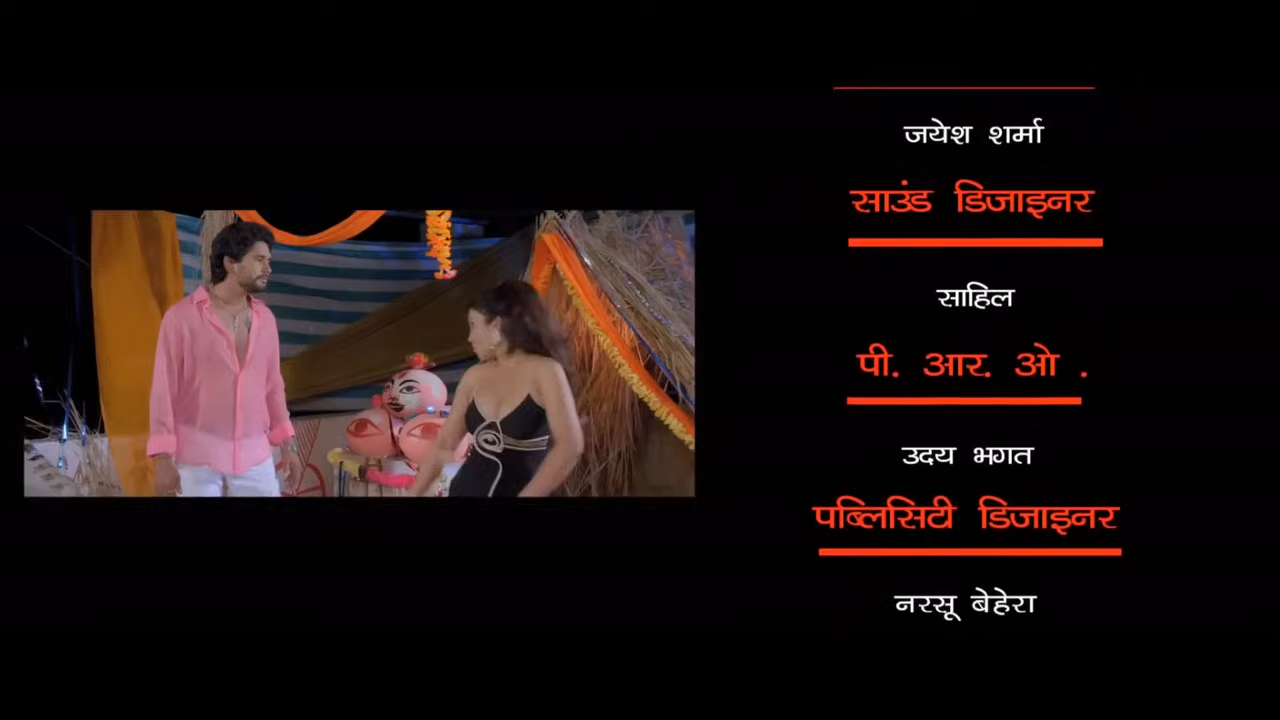 जयेश शर्मा
साउंड डिजाइनर
साहिल
पी. आर. ओ .
उदय भगत
पब्लिसिटी डिजाइनर
नरसू बेहेरा